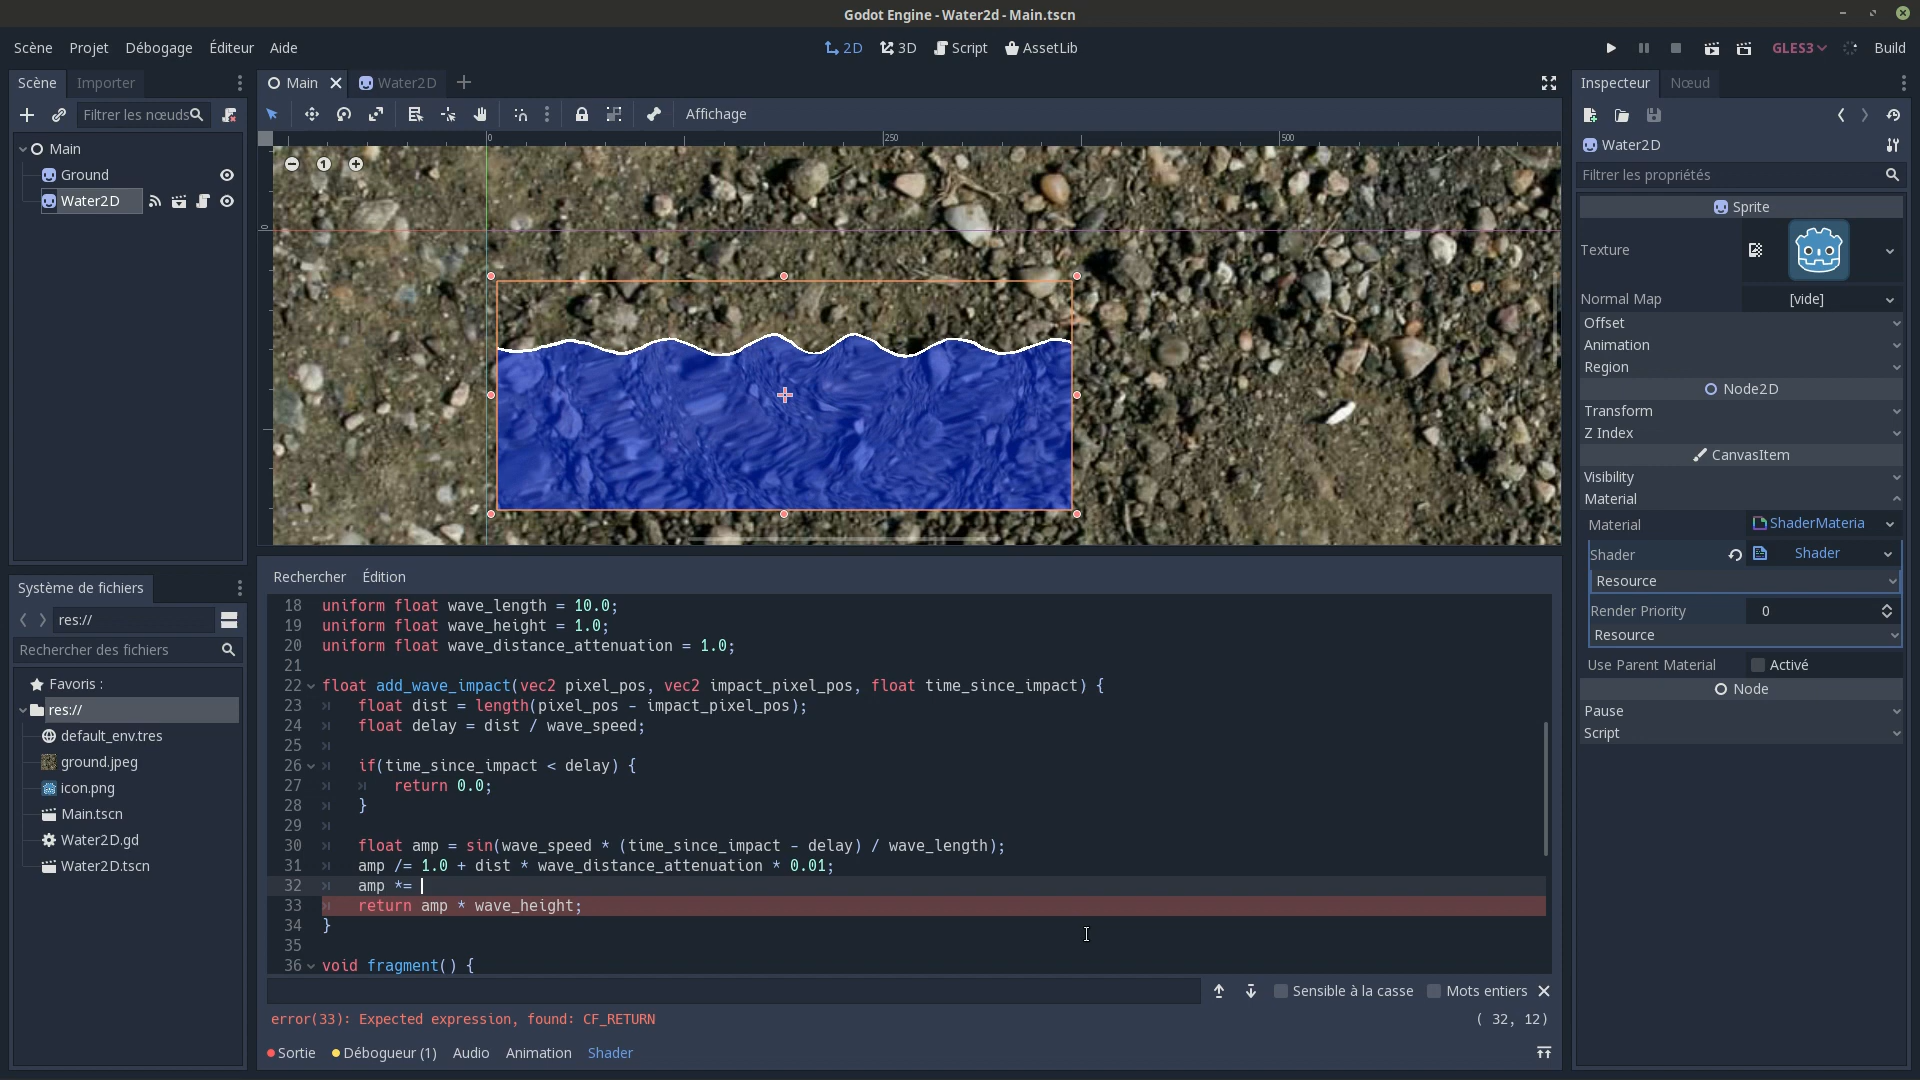 Godot Engine - Water2d - Main.tscn
Scène Projet Débogage Éditeur Aide
2D 3D Script AssetLib
GLES3 Build
Scène Importer
Filtrer les nœuds
Main
Ground
Water2D
Système de fichiers
res://
Rechercher des fichiers
Favoris :
res://
default_env.tres
ground.jpeg
icon.png
Main.tscn
Water2D.gd
Water2D.tscn
Main Water2D
Affichage
0 250 500
0
1
Rechercher Édition
18 uniform float wave_length = 10.0;
19 uniform float wave_height = 1.0;
20 uniform float wave_distance_attenuation = 1.0;
21
22 float add_wave_impact(vec2 pixel_pos, vec2 impact_pixel_pos, float time_since_impact) {
23 float dist = length(pixel_pos - impact_pixel_pos);
24 float delay = dist / wave_speed;
25
26 if(time_since_impact < delay) {
27 return 0.0;
28 }
29
30 float amp = sin(wave_speed * (time_since_impact - delay) / wave_length);
31 amp /= 1.0 + dist * wave_distance_attenuation * 0.01;
32 amp *=
33 return amp * wave_height;
34 }
35
36 void fragment() {
Sensible à la casse Mots entiers
error(33): Expected expression, found: CF_RETURN ( 32, 12)
Sortie Débogueur (1) Audio Animation Shader
Inspecteur Nœud
Water2D
Filtrer les propriétés
Sprite
Texture
Normal Map [vide]
Offset
Animation
Region
Node2D
Transform
Z Index
CanvasItem
Visibility
Material
Material ShaderMateria
Shader Shader
Resource
Render Priority 0
Resource
Use Parent Material Activé
Node
Pause
Script